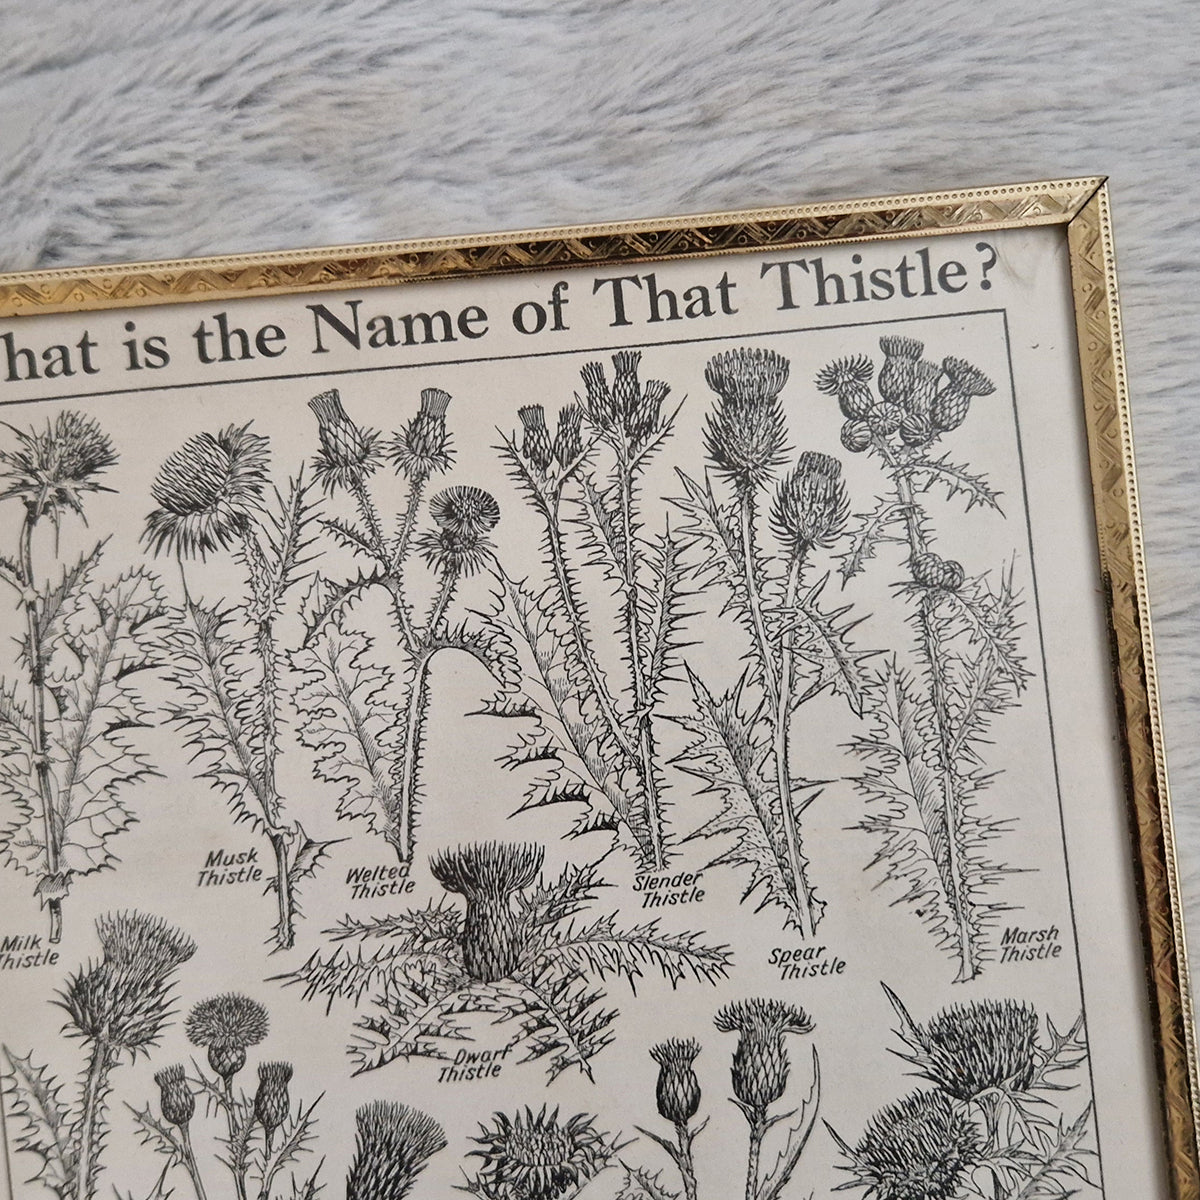 hat is the Name of That Thistle?
Milk
Thistle
Musk
Thistle
Welted
Thistle
Slender
Thistle
Spear
Thistle
Marsh
Thistle
Dwarf
Thistle